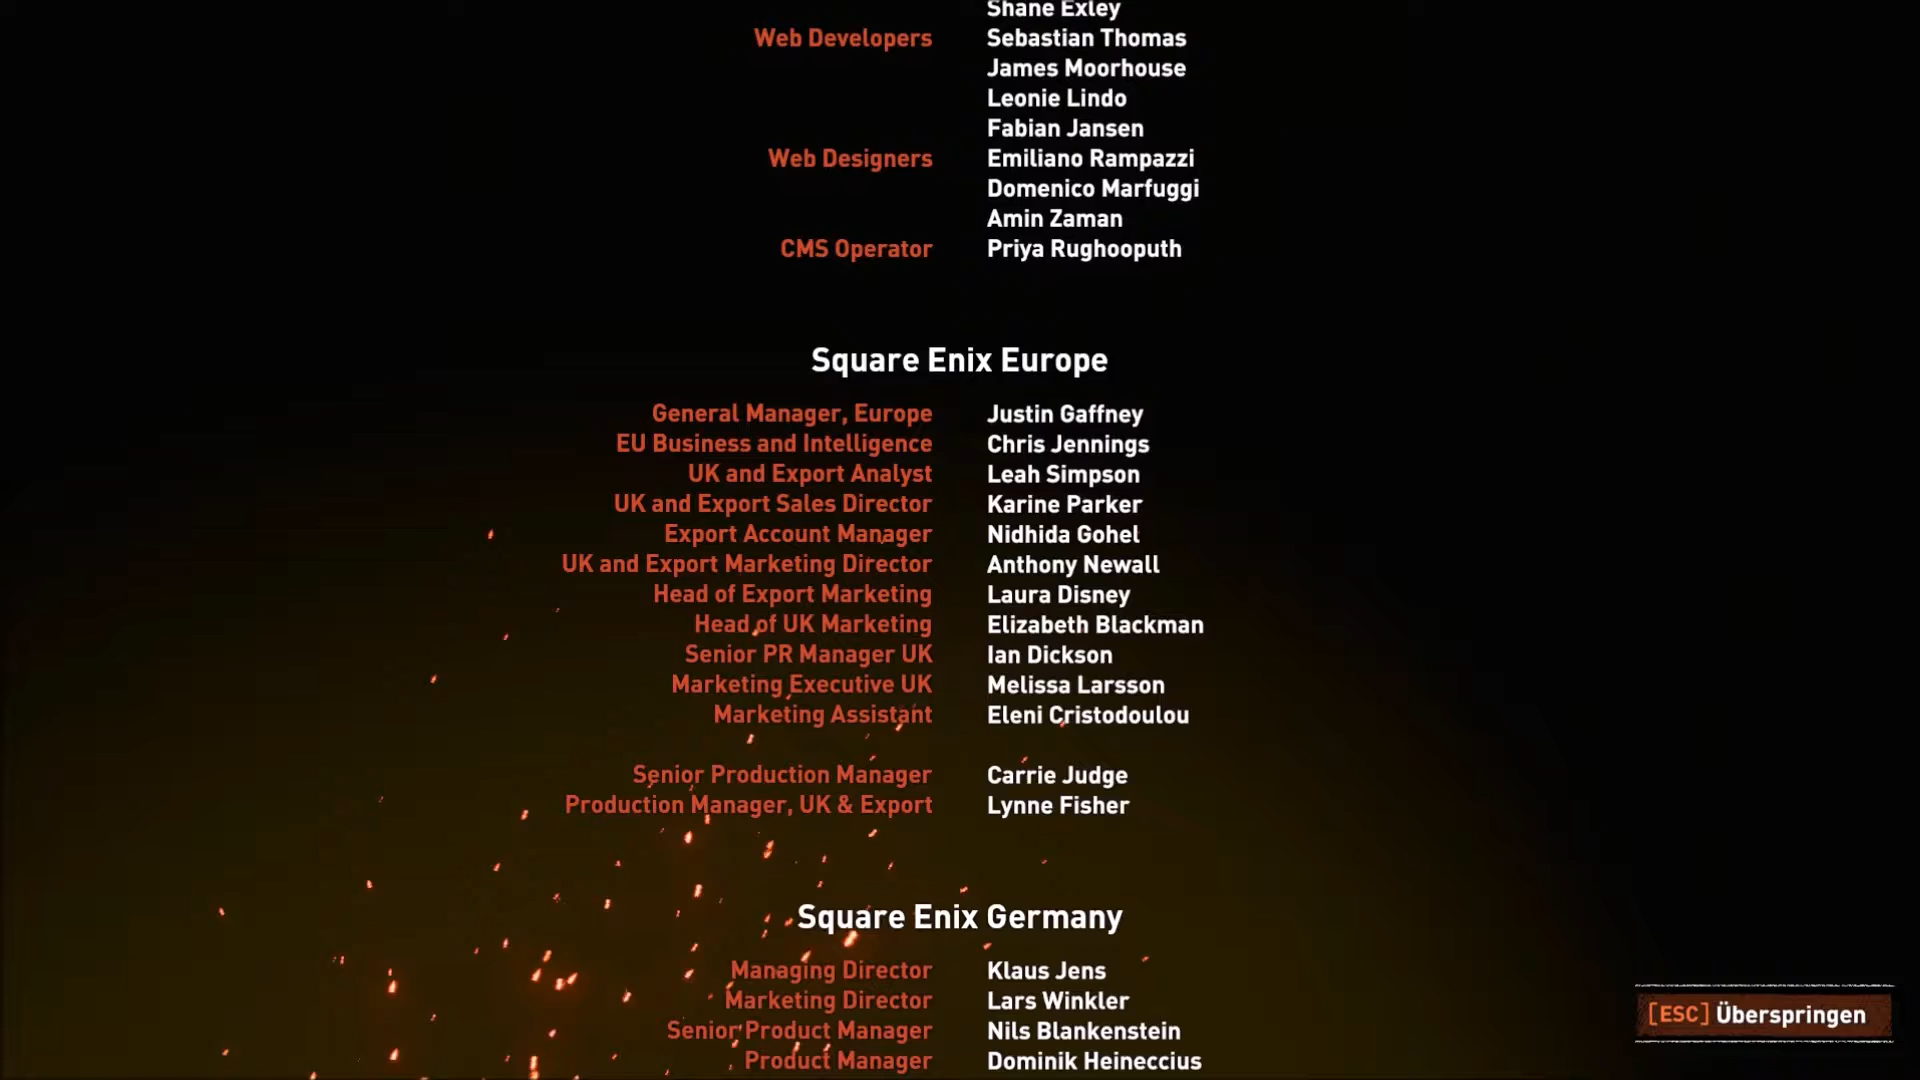 Shane Exley
Web Developers Sebastian Thomas
James Moorhouse
Leonie Lindo
Fabian Jansen
Web Designers Emiliano Rampazzi
Domenico Marfuggi
Amin Zaman
CMS Operator Priya Rughooputh
Square Enix Europe
General Manager, Europe Justin Gaffney
EU Business and Intelligence Chris Jennings
UK and Export Analyst Leah Simpson
UK and Export Sales Director Karine Parker
Export Account Manager Nidhida Gohel
UK and Export Marketing Director Anthony Newall
Head of Export Marketing Laura Disney
Head of UK Marketing Elizabeth Blackman
Senior PR Manager UK Ian Dickson
Marketing Executive UK Melissa Larsson
Marketing Assistant Eleni Cristodoulou
Senior Production Manager Carrie Judge
Production Manager, UK & Export Lynne Fisher
Square Enix Germany
Managing Director Klaus Jens
Marketing Director Lars Winkler
Senior Product Manager Nils Blankenstein
Product Manager Dominik Heineccius
[ESC] Überspringen